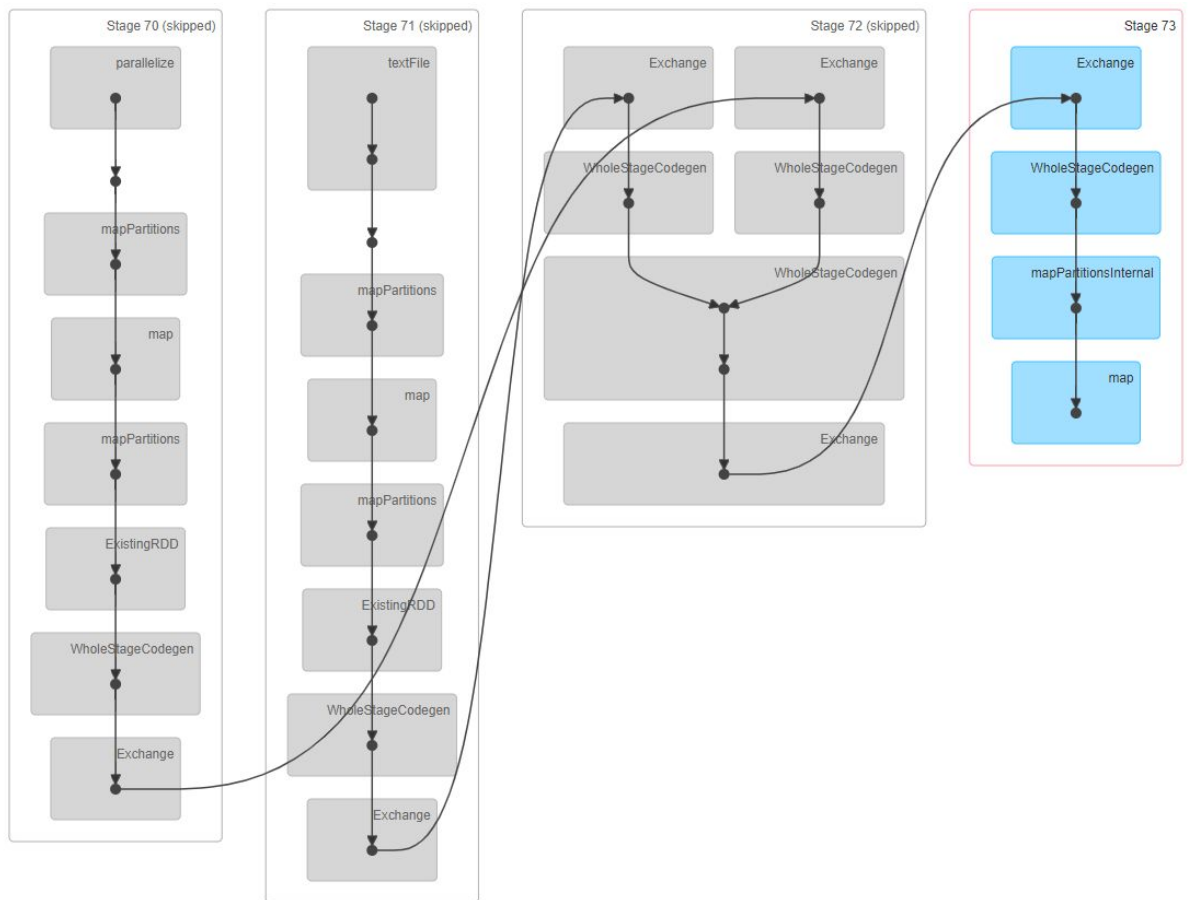 Stage 70 (skipped)
parallelize
mapPartitions
map
mapPartitions
ExistingRDD
WholeStageCodegen
Exchange
Stage 71 (skipped)
textFile
mapPartitions
map
mapPartitions
ExistingRDD
WholeStageCodegen
Exchange
Stage 72 (skipped)
Exchange
Exchange
WholeStageCodegen
WholeStageCodegen
WholeStageCodegen
Exchange
Stage 73
Exchange
WholeStageCodegen
mapPartitionsInternal
map